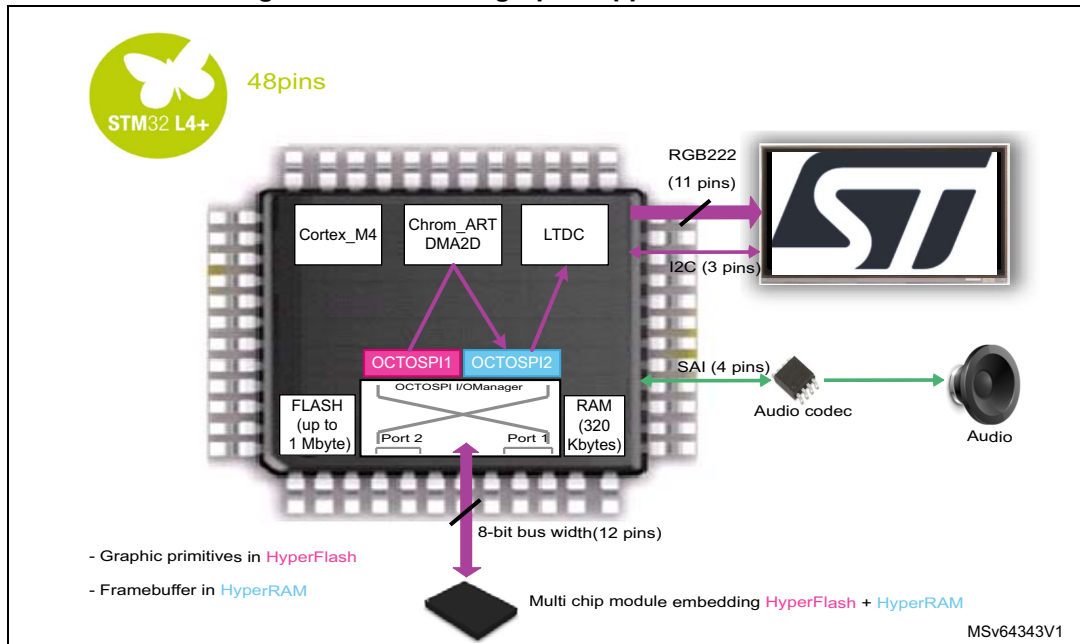 48pins
STM32 L4+
RGB222
(11 pins)
Cortex_M4
Chrom_ART
DMA2D
LTDC
I2C (3 pins)
OCTOSPI1
OCTOSPI2
OCTOSPI I/OManager
SAI (4 pins)
FLASH
(up to
1 Mbyte)
Port 2
Port 1
RAM
(320
Kbytes)
Audio codec
Audio
8-bit bus width(12 pins)
- Graphic primitives in HyperFlash
- Framebuffer in HyperRAM
Multi chip module embedding HyperFlash + HyperRAM
MSv64343V1